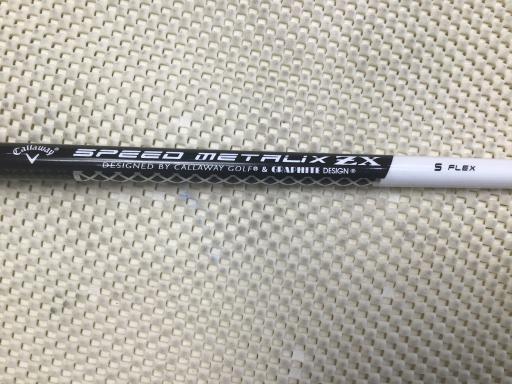 Callaway
SPEED METALIX ZX
DESIGNED BY CALLAWAY GOLF® & GRAPHITE DESIGN®
S FLEX